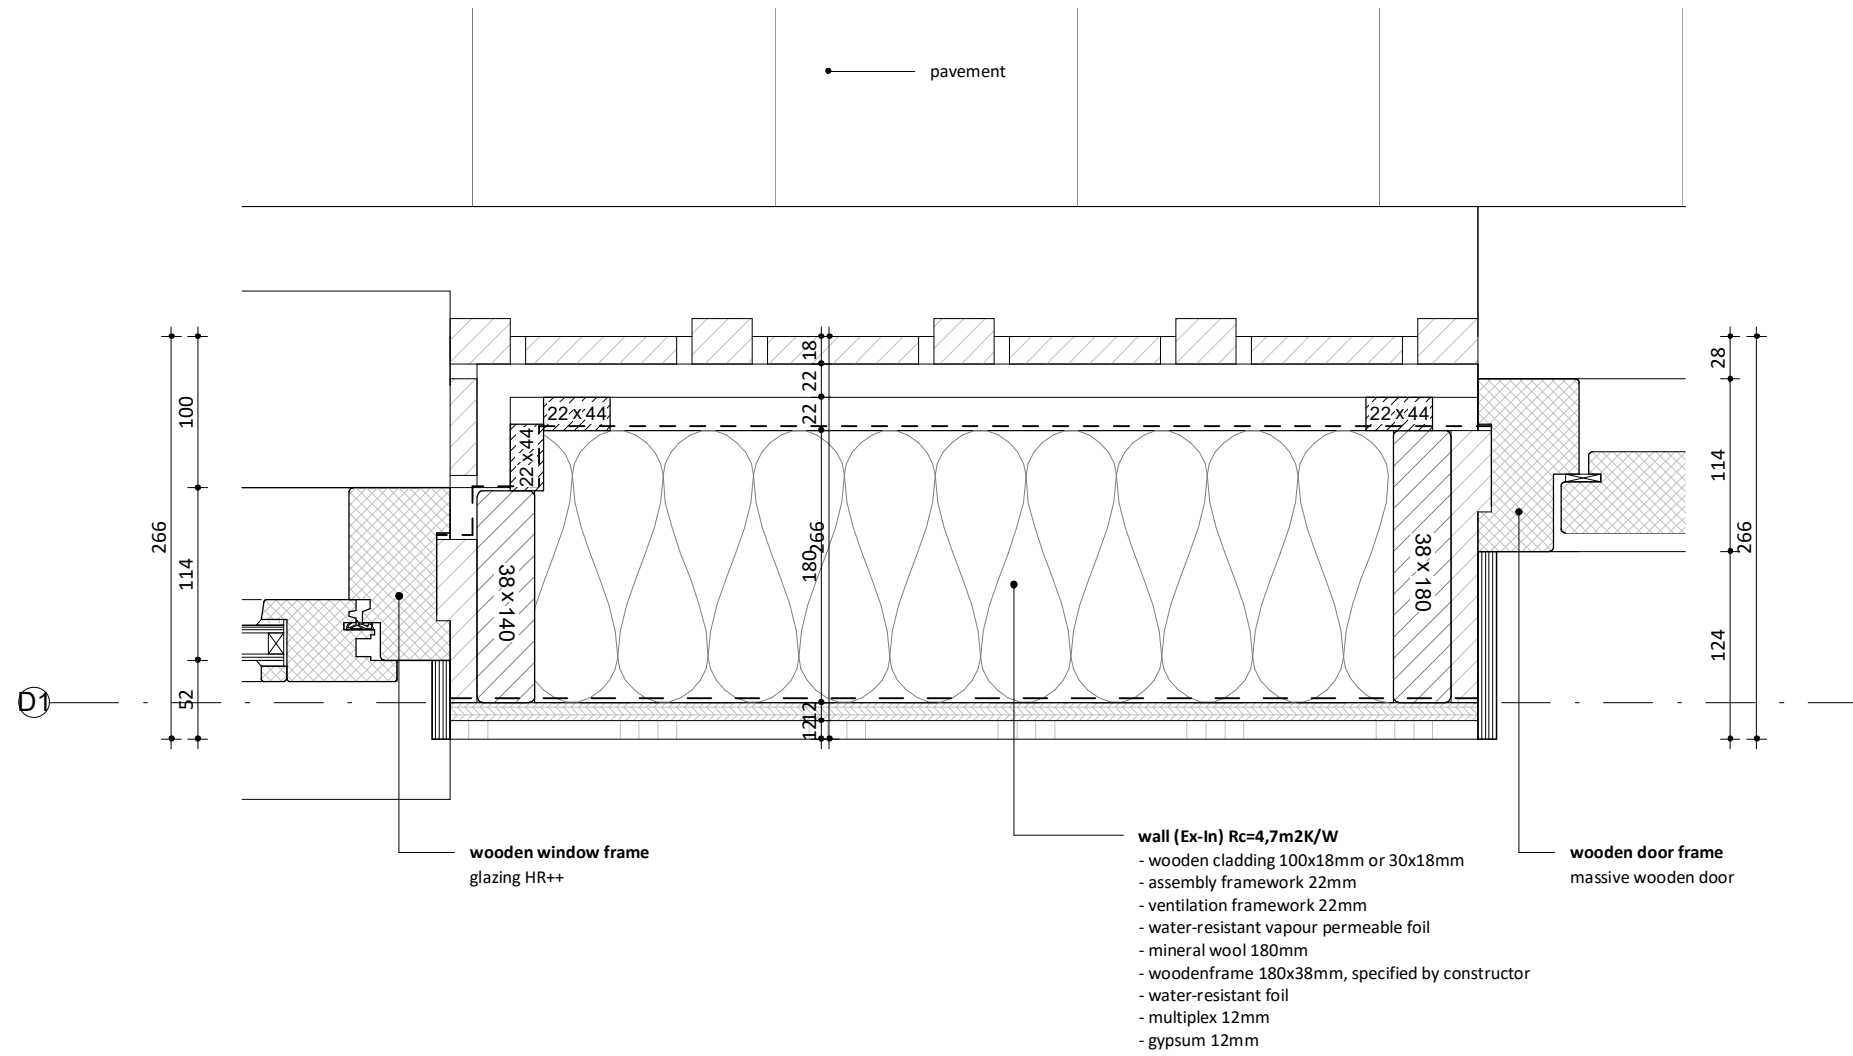 pavement
18
22
22
22 x 44
22 x 44
22 x 44
100
28
266
114
52
266
180
38 x 140
38 x 180
114
266
124
D1
12
12
wooden window frame
glazing HR++
wall (Ex-In) Rc=4,7m2K/W
- wooden cladding 100x18mm or 30x18mm
- assembly framework 22mm
- ventilation framework 22mm
- water-resistant vapour permeable foil
- mineral wool 180mm
- woodenframe 180x38mm, specified by constructor
- water-resistant foil
- multiplex 12mm
- gypsum 12mm
wooden door frame
massive wooden door